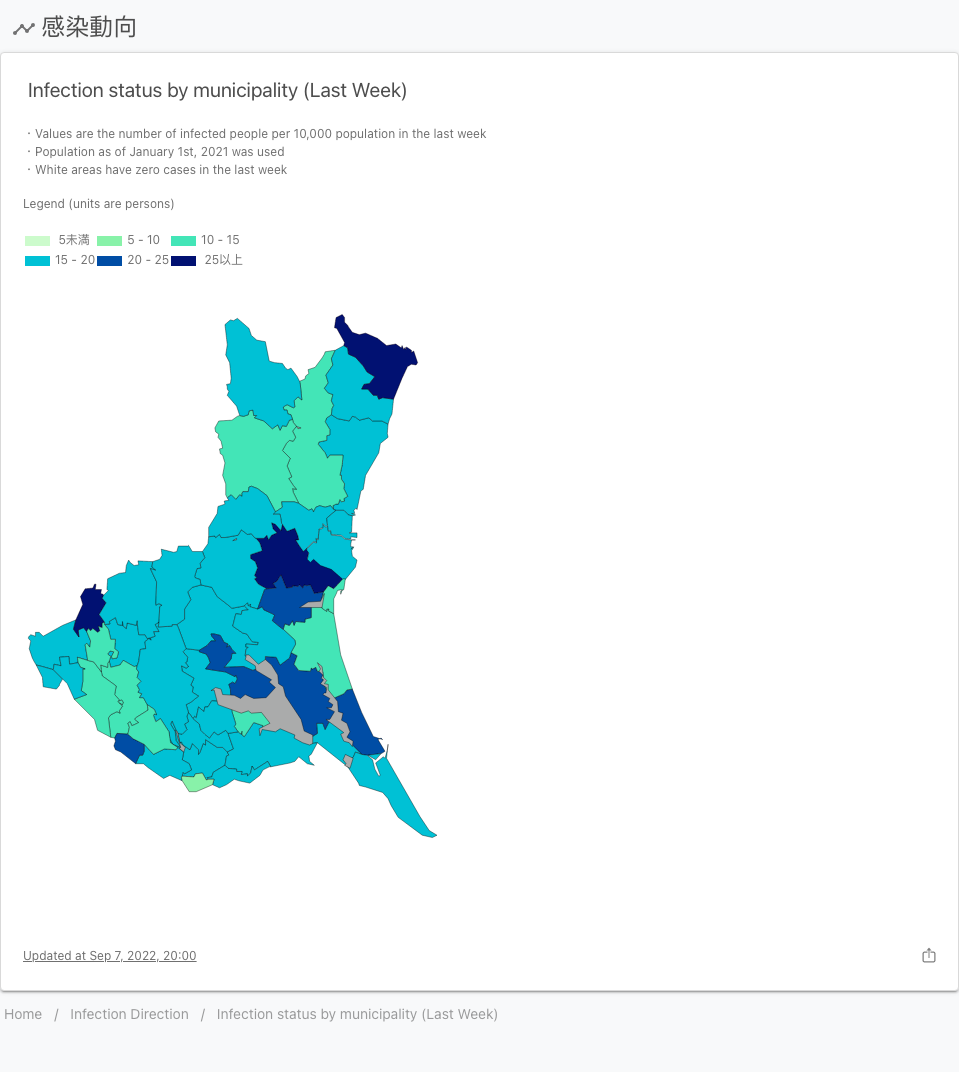 感染動向
Infection status by municipality (Last Week)
・Values are the number of infected people per 10,000 population in the last week
・Population as of January 1st, 2021 was used
・White areas have zero cases in the last week
Legend (units are persons)
5未満 5 - 10 10 - 15
15 - 20 20 - 25 25以上
Updated at Sep 7, 2022, 20:00
Home / Infection Direction / Infection status by municipality (Last Week)